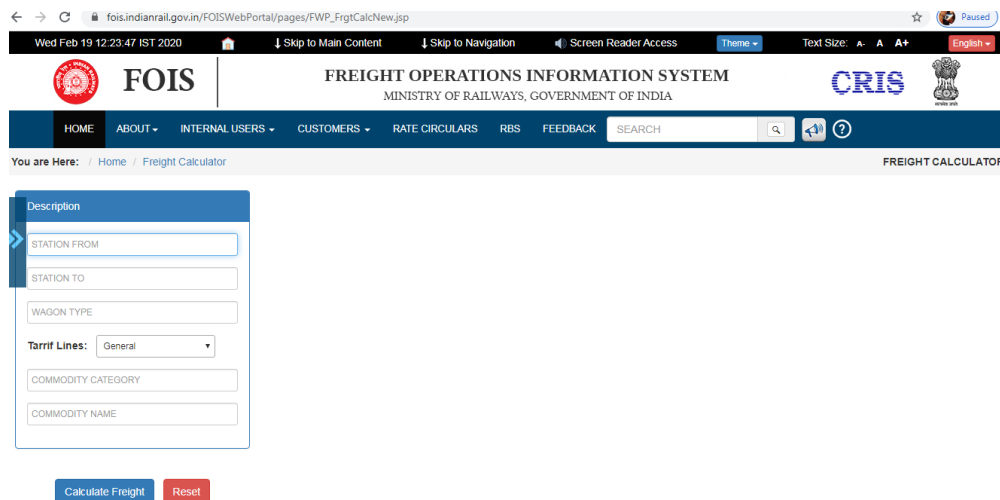 fois.indianrail.gov.in/FOISWebPortal/pages/FWP_FrgtCalcNew.jsp Paused
Wed Feb 19 12:23:47 IST 2020 Skip to Main Content Skip to Navigation Screen Reader Access Theme Text Size: A- A A+ English
FOIS FREIGHT OPERATIONS INFORMATION SYSTEM CRIS
MINISTRY OF RAILWAYS, GOVERNMENT OF INDIA
HOME ABOUT INTERNAL USERS CUSTOMERS RATE CIRCULARS RBS FEEDBACK SEARCH
You are Here: / Home / Freight Calculator FREIGHT CALCULATOR
Description
STATION FROM
STATION TO
WAGON TYPE
Tarrif Lines: General
COMMODITY CATEGORY
COMMODITY NAME
Calculate Freight Reset